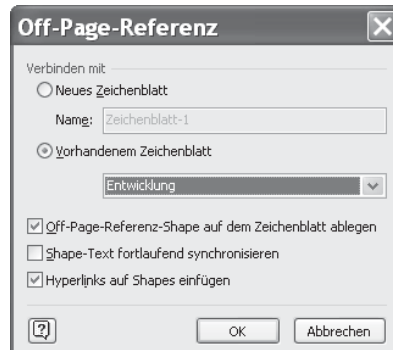 Off-Page-Referenz
Verbinden mit
Neues Zeichenblatt
Name: Zeichenblatt-1
Vorhandenem Zeichenblatt
Entwicklung
Off-Page-Referenz-Shape auf dem Zeichenblatt ablegen
Shape-Text fortlaufend synchronisieren
Hyperlinks auf Shapes einfügen
? OK Abbrechen